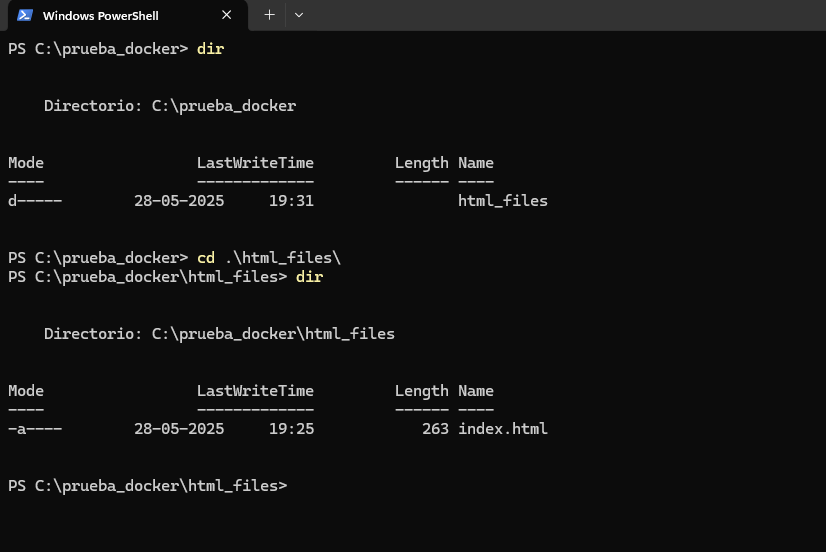 Windows PowerShell
PS C:\prueba_docker> dir
Directorio: C:\prueba_docker
Mode                 LastWriteTime         Length Name
----                 -------------         ------ ----
d-----        28-05-2025     19:31                html_files
PS C:\prueba_docker> cd .\html_files\
PS C:\prueba_docker\html_files> dir
Directorio: C:\prueba_docker\html_files
Mode                 LastWriteTime         Length Name
----                 -------------         ------ ----
-a----        28-05-2025     19:25            263 index.html
PS C:\prueba_docker\html_files>